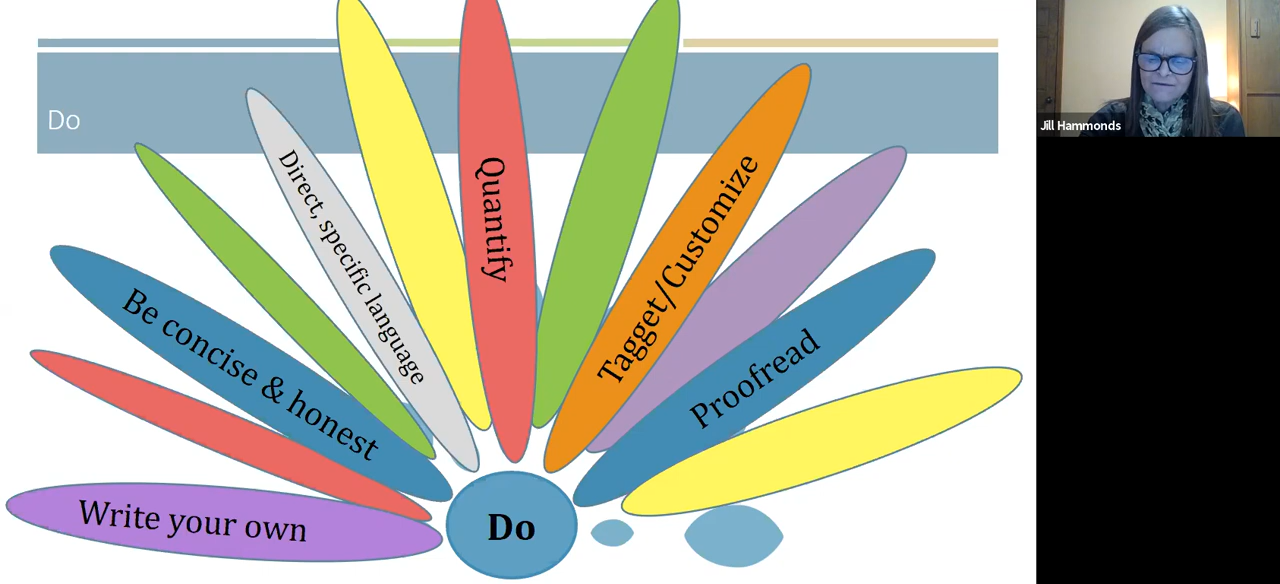 Do
Write your own
Be concise & honest
Direct, specific language
Quantify
Tagget/Customize
Proofread
Do
Jill Hammonds